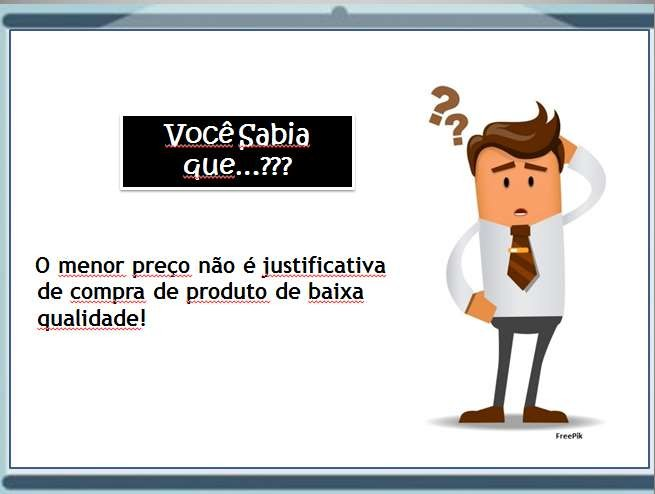 Você Sabia
que...???
??
O menor preço não é justificativa
de compra de produto de baixa
qualidade!
FreePik